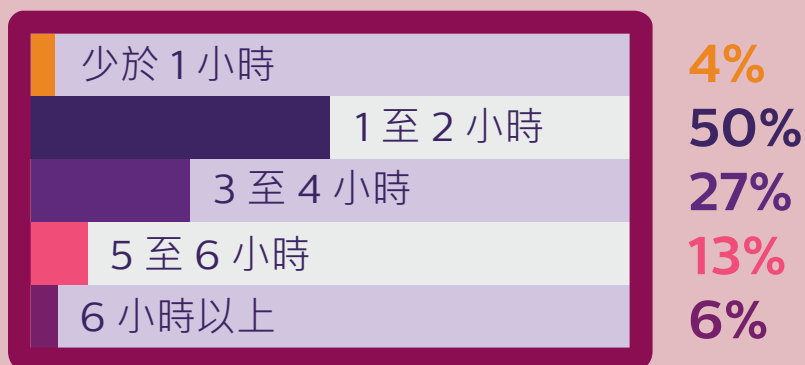 少於 1 小時 4%
1 至 2 小時 50%
3 至 4 小時 27%
5 至 6 小時 13%
6 小時以上 6%